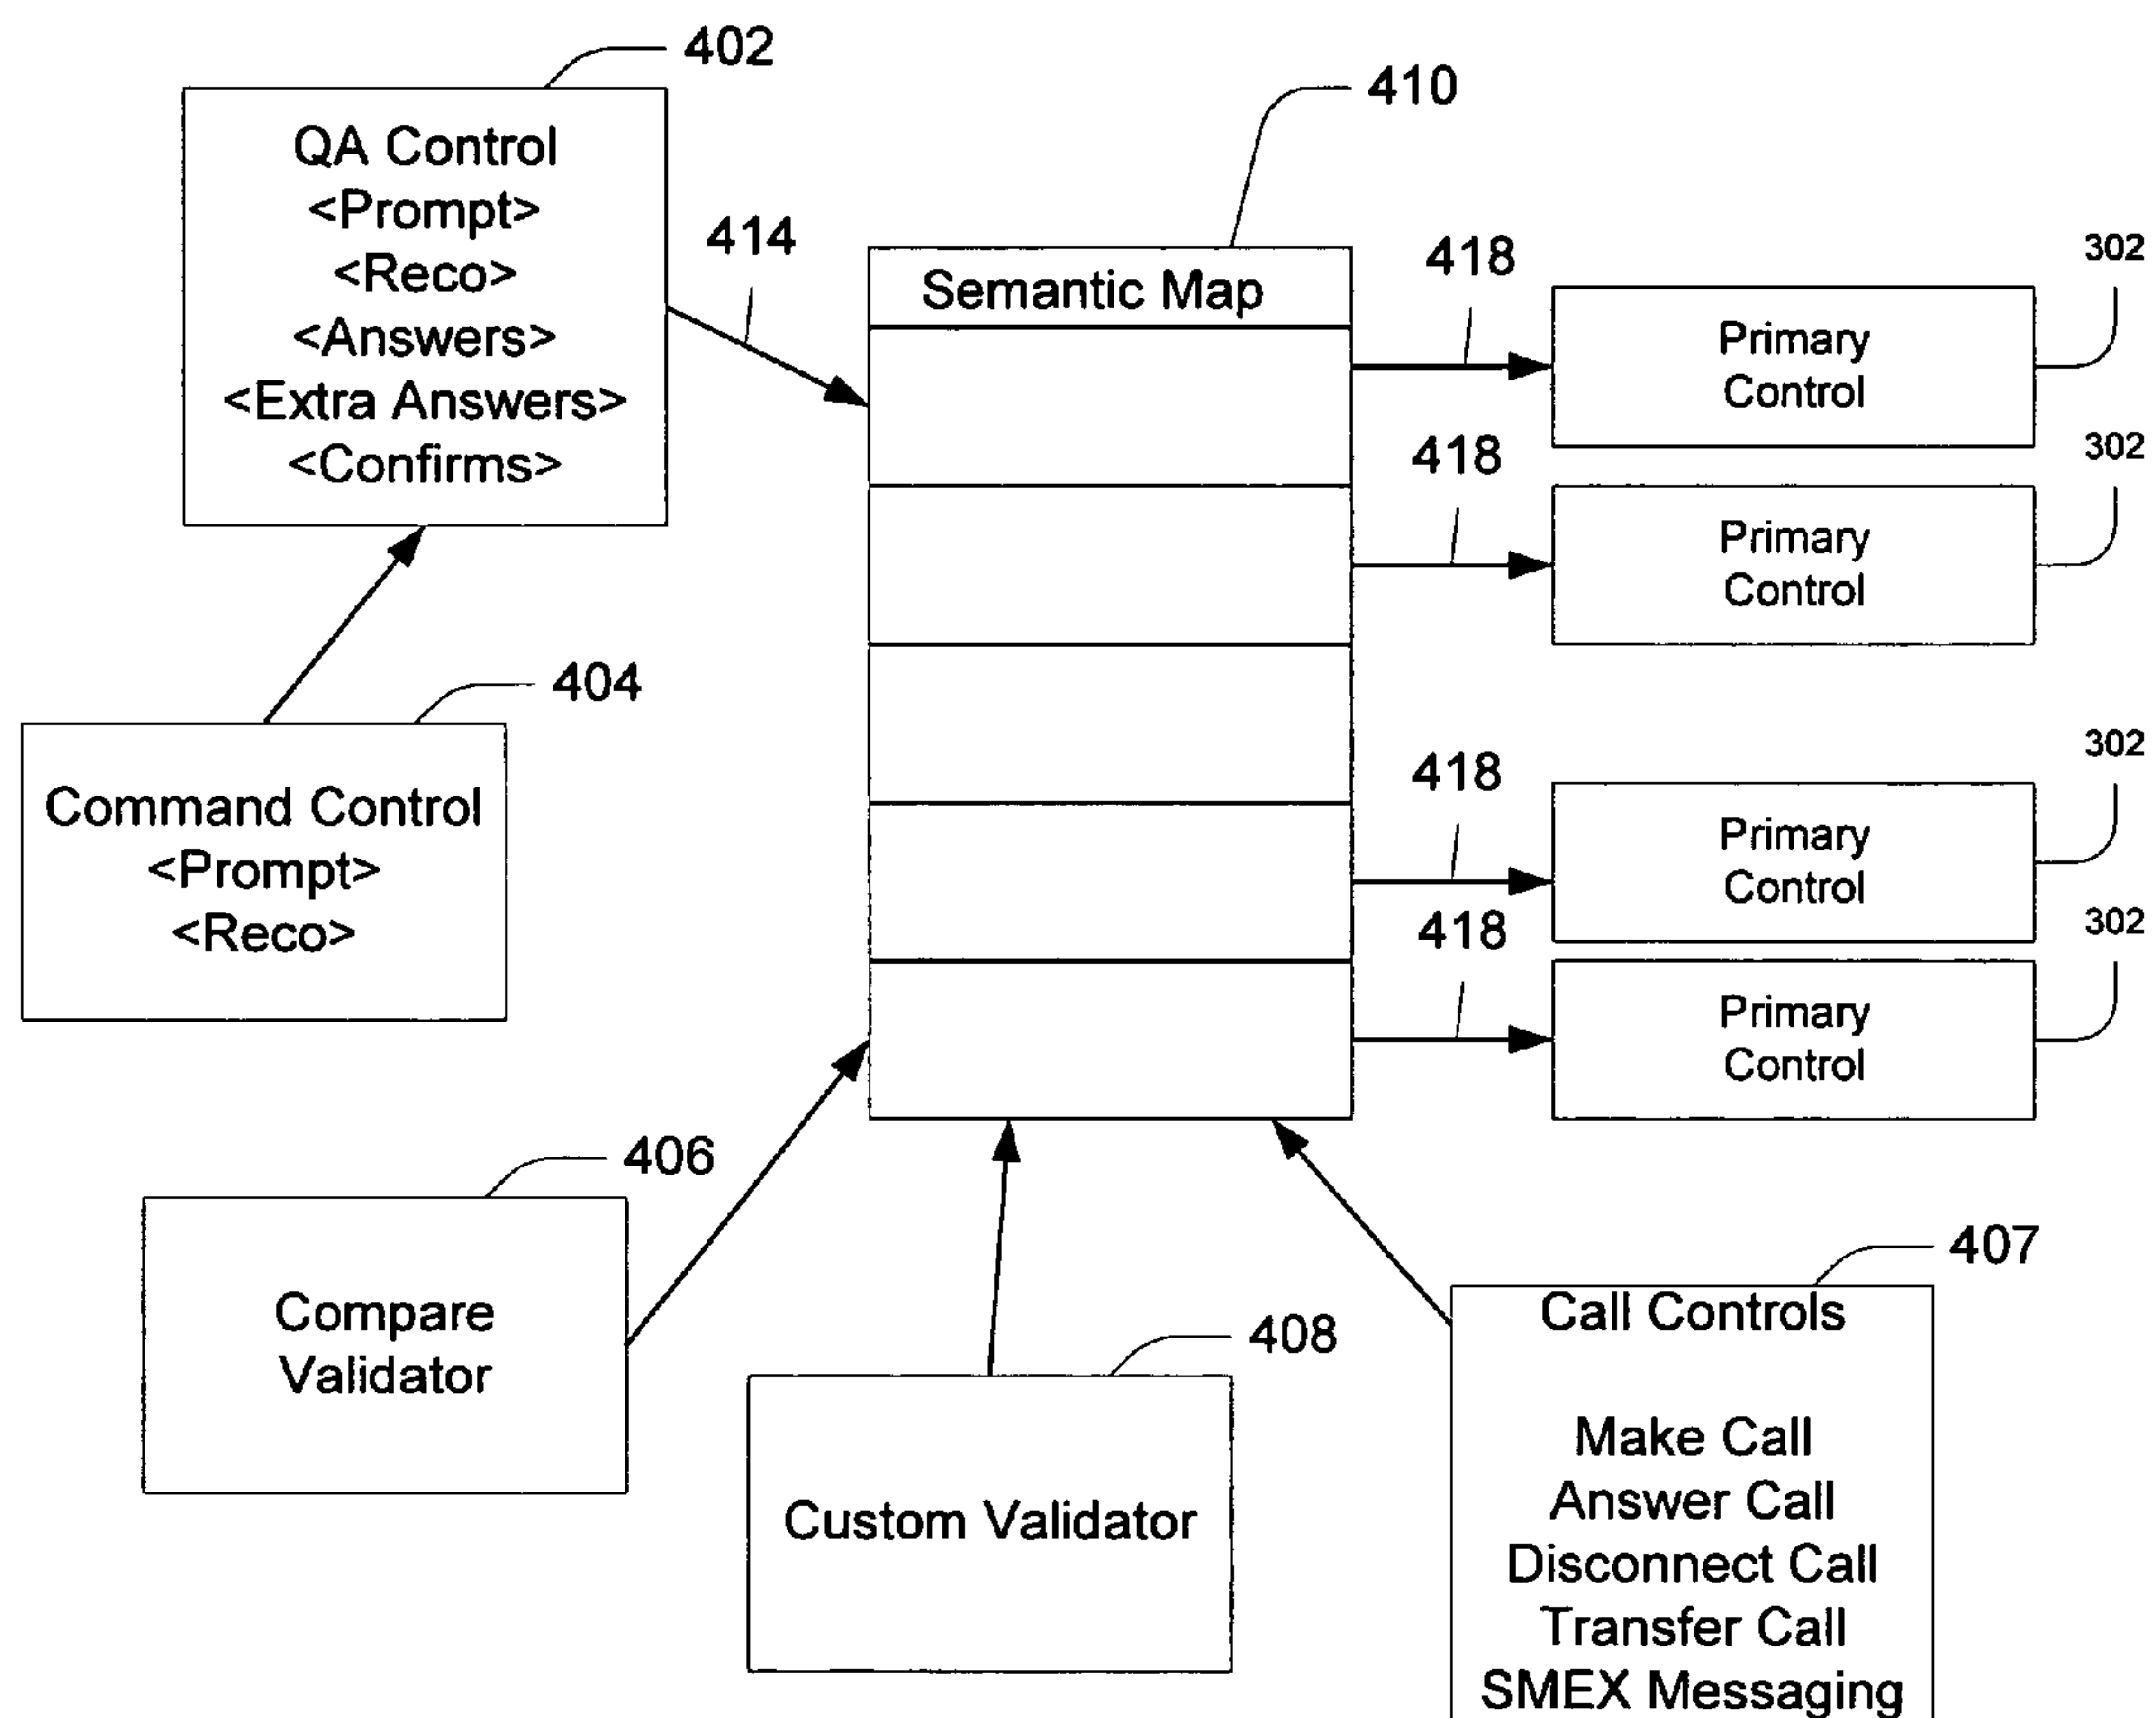 402
QA Control
<Prompt>
<Reco>
<Answers>
<Extra Answers>
<Confirms>
414
410
Semantic Map
418
302
Primary
Control
418
302
Primary
Control
404
Command Control
<Prompt>
<Reco>
418
302
Primary
Control
418
302
Primary
Control
406
Compare
Validator
408
Custom Validator
407
Call Controls
Make Call
Answer Call
Disconnect Call
Transfer Call
SMEX Messaging